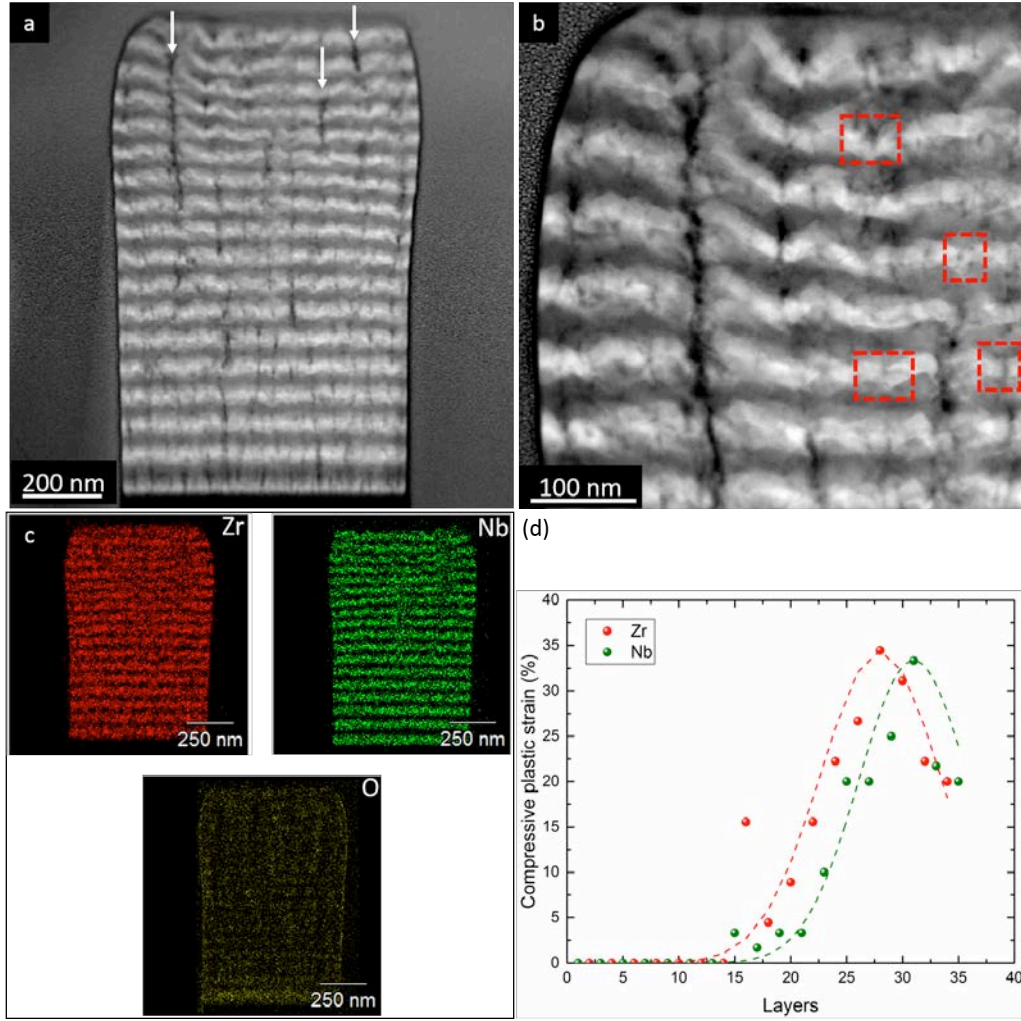 a
200 nm
b
100 nm
c
Zr
250 nm
Nb
250 nm
O
250 nm
(d)
Compressive plastic strain (%)
40
35
30
25
20
15
10
5
0
Zr
Nb
0 5 10 15 20 25 30 35 40
Layers